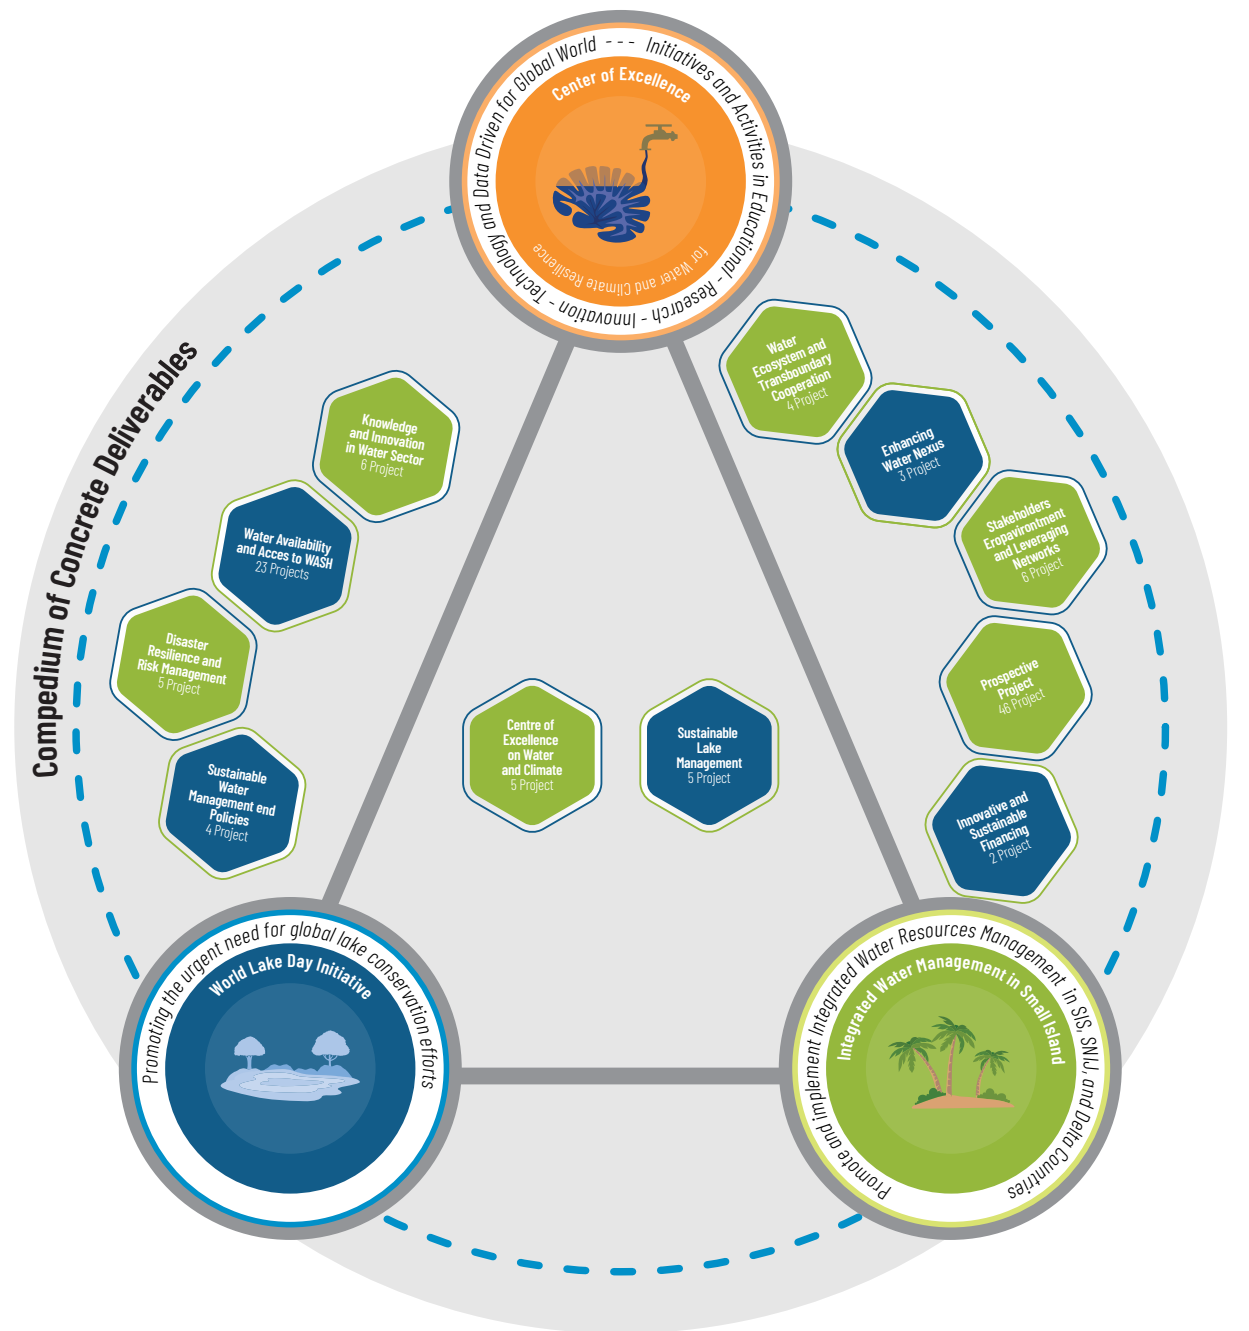 Compedium of Concrete Deliverables
Initiatives and Activities in Educational - Research - Innovation - Technology and Data Driven for Global World ---
Center of Excellence
for Water and Climate Resilience
Knowledge
and Innovation
in Water Sector
6 Project
Water Availability
and Acces to WASH
23 Projects
Disaster
Resilience and
Risk Management
5 Project
Sustainable
Water
Management end
Policies
4 Project
Water
Ecosystem and
Transboundary
Cooperation
4 Project
Enhancing
Water Nexus
3 Project
Stakeholders
Eropavirontment
and Leveraging
Networks
6 Project
Prospective
Project
46 Project
Innovative and
Sustainable
Financing
2 Project
Centre of
Excellence
on Water
and Climate
5 Project
Sustainable
Lake
Management
5 Project
Promoting the urgent need for global lake conservation efforts
World Lake Day Initiative
Promote and implement Integrated Water Resources Management in SIS, SNIJ, and Delta Countries
Integrated Water Management in Small Island